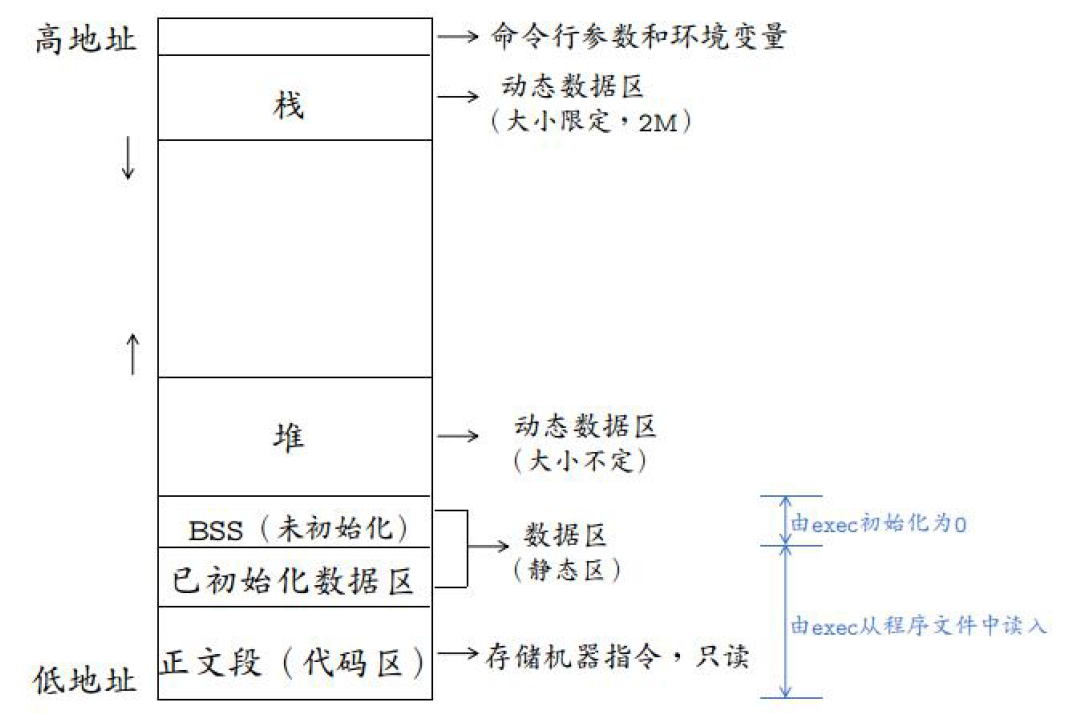 高地址
命令行参数和环境变量
栈
动态数据区
(大小限定，2M)
堆
动态数据区
(大小不定)
BSS (未初始化)
数据区
(静态区)
已初始化数据区
由exec初始化为0
正文段 (代码区)
存储机器指令，只读
由exec从程序文件中读入
低地址